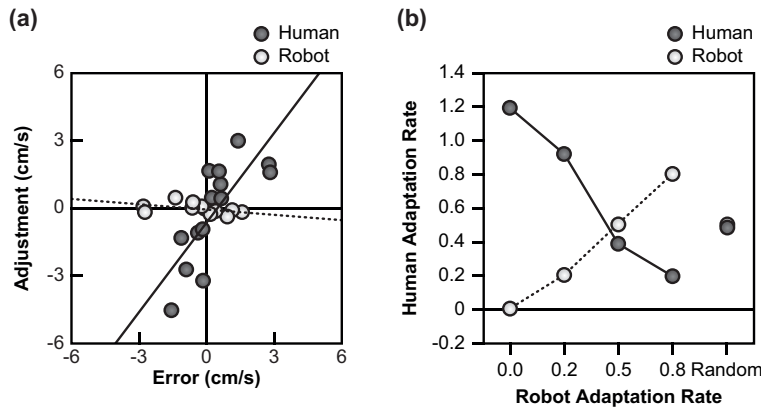 (a)
Human
Robot
6
3
0
-3
-6
-6
-3
0
3
6
Adjustment (cm/s)
Error (cm/s)
(b)
Human
Robot
1.4
1.2
1.0
0.8
0.6
0.4
0.2
0
-0.2
0.0
0.2
0.5
0.8
Random
Human Adaptation Rate
Robot Adaptation Rate